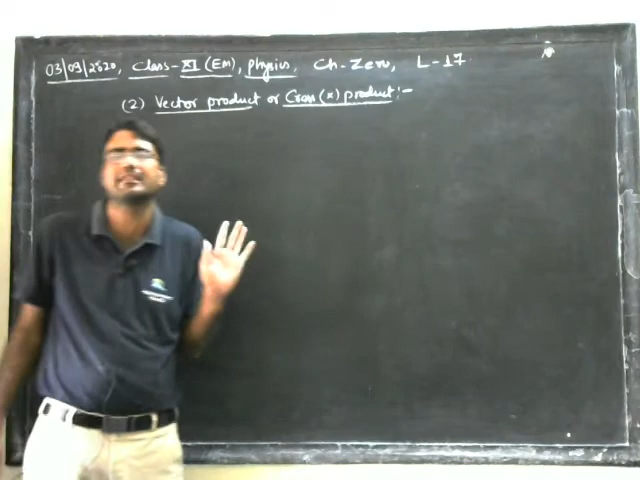 03/09/2020, Class-XI (EM), Physics, Ch-Zero, L-17
(2) Vector product or Cross (x) product :-